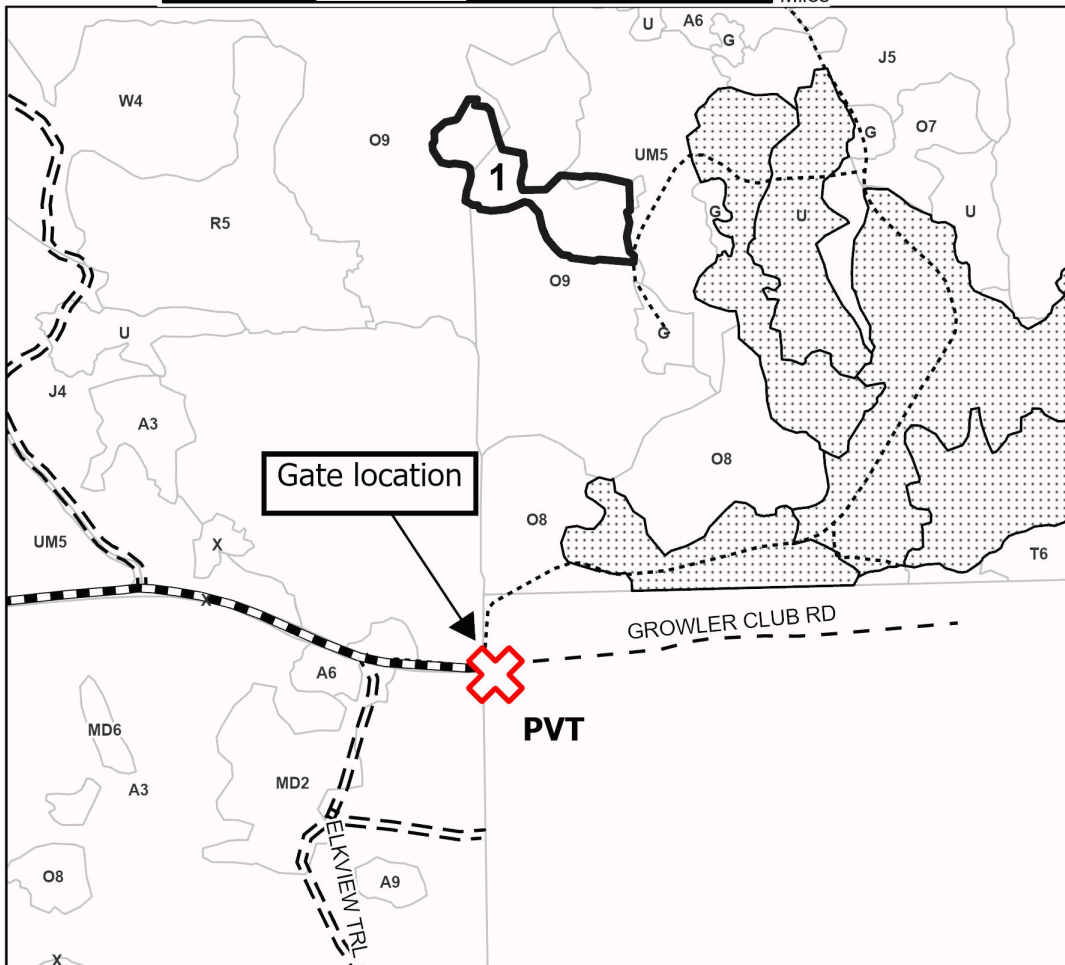 Miles
U
A6
G
J5
W4
O9
UM5
G
O7
1
R5
G
U
U
O9
U
G
J4
A3
O8
Gate location
O8
UM5
X
T6
X
GROWLER CLUB RD
A6
PVT
MD6
A3
MD2
ELKVIEW TRL
O8
A9
X